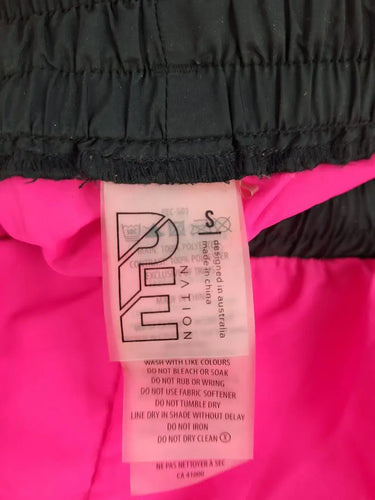 P.E NATION
S
designed in australia
made in china
WASH WITH LIKE COLOURS
DO NOT BLEACH OR SOAK
DO NOT RUB OR WRING
DO NOT USE FABRIC SOFTENER
DO NOT TUMBLE DRY
LINE DRY IN SHADE WITHOUT DELAY
DO NOT IRON
DO NOT DRY CLEAN
NE PAS NETTOYER À SEC
CA 41000